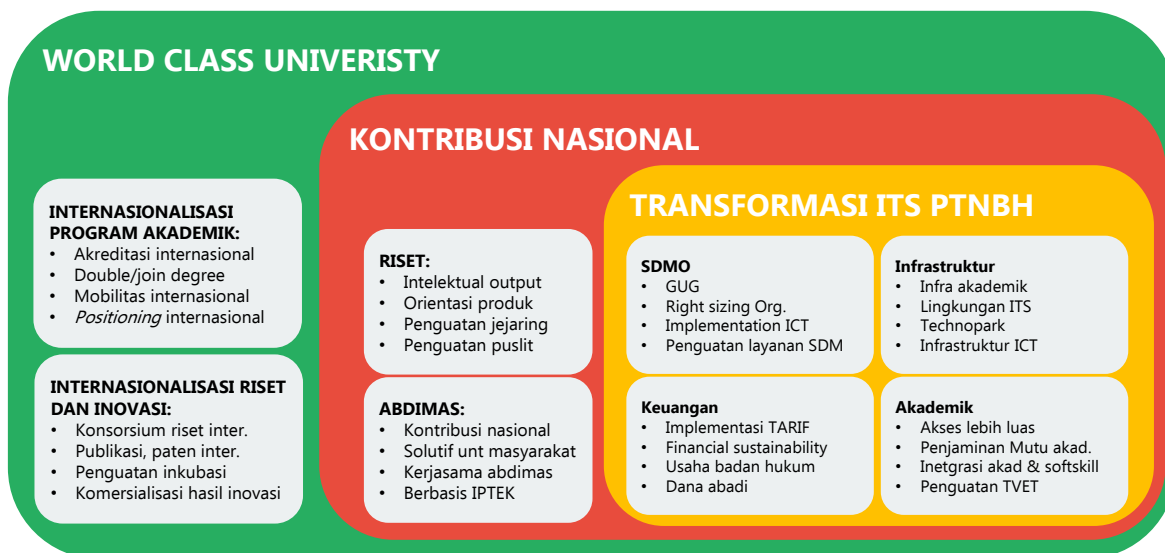 WORLD CLASS UNIVERISTY
KONTRIBUSI NASIONAL
TRANSFORMASI ITS PTNBH
INTERNASIONALISASI
PROGRAM AKADEMIK:
• Akreditasi internasional
• Double/join degree
• Mobilitas internasional
• Positioning internasional
INTERNASIONALISASI RISET
DAN INOVASI:
• Konsorsium riset inter.
• Publikasi, paten inter.
• Penguatan inkubasi
• Komersialisasi hasil inovasi
RISET:
• Intelektual output
• Orientasi produk
• Penguatan jejaring
• Penguatan puslit
ABDIMAS:
• Kontribusi nasional
• Solutif unt masyarakat
• Kerjasama abdimas
• Berbasis IPTEK
SDMO
• GUG
• Right sizing Org.
• Implementation ICT
• Penguatan layanan SDM
Infrastruktur
• Infra akademik
• Lingkungan ITS
• Technopark
• Infrastruktur ICT
Keuangan
• Implementasi TARIF
• Financial sustainability
• Usaha badan hukum
• Dana abadi
Akademik
• Akses lebih luas
• Penjaminan Mutu akad.
• Inetgrasi akad & softskill
• Penguatan TVET